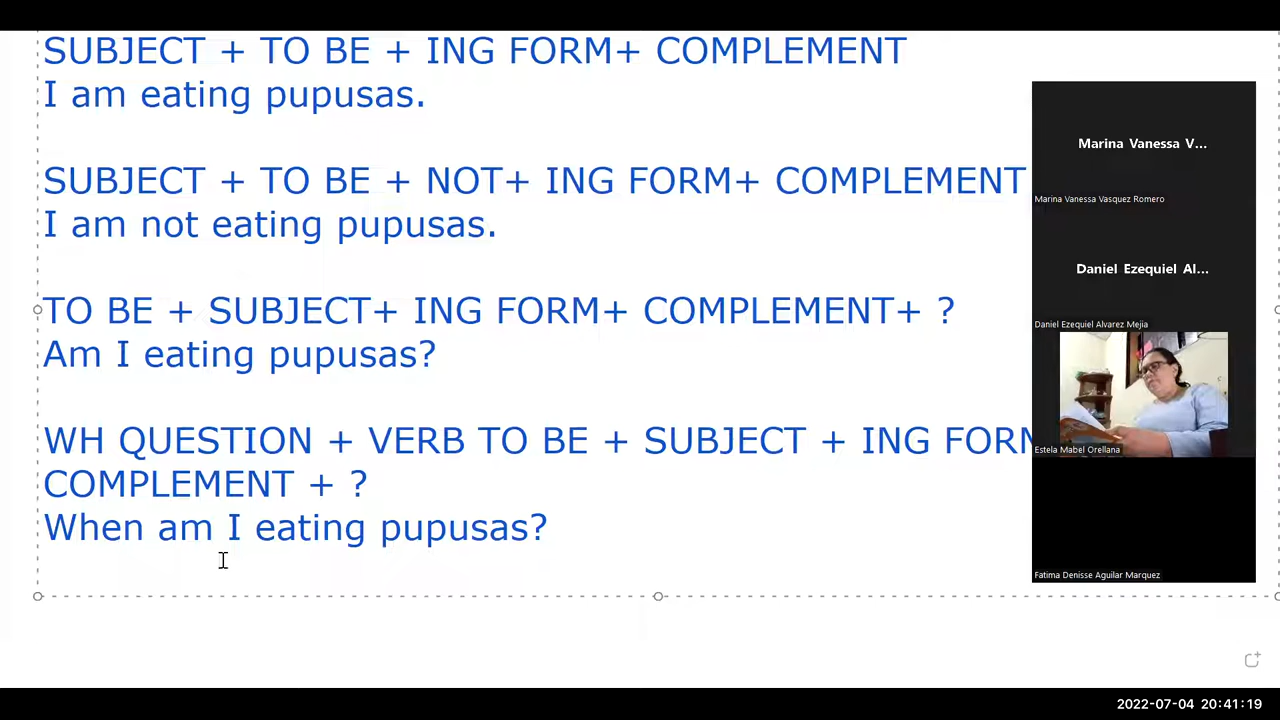 SUBJECT + TO BE + ING FORM+ COMPLEMENT
I am eating pupusas.
SUBJECT + TO BE + NOT+ ING FORM+ COMPLEMENT
I am not eating pupusas.
TO BE + SUBJECT+ ING FORM+ COMPLEMENT+ ?
Am I eating pupusas?
WH QUESTION + VERB TO BE + SUBJECT + ING FORM
COMPLEMENT + ?
When am I eating pupusas?
Marina Vanessa V...
Marina Vanessa Vasquez Romero
Daniel Ezequiel Al...
Daniel Ezequiel Alvarez Mejia
Estela Mabel Orellana
Fatima Denisse Aguilar Marquez
2022-07-04 20:41:19